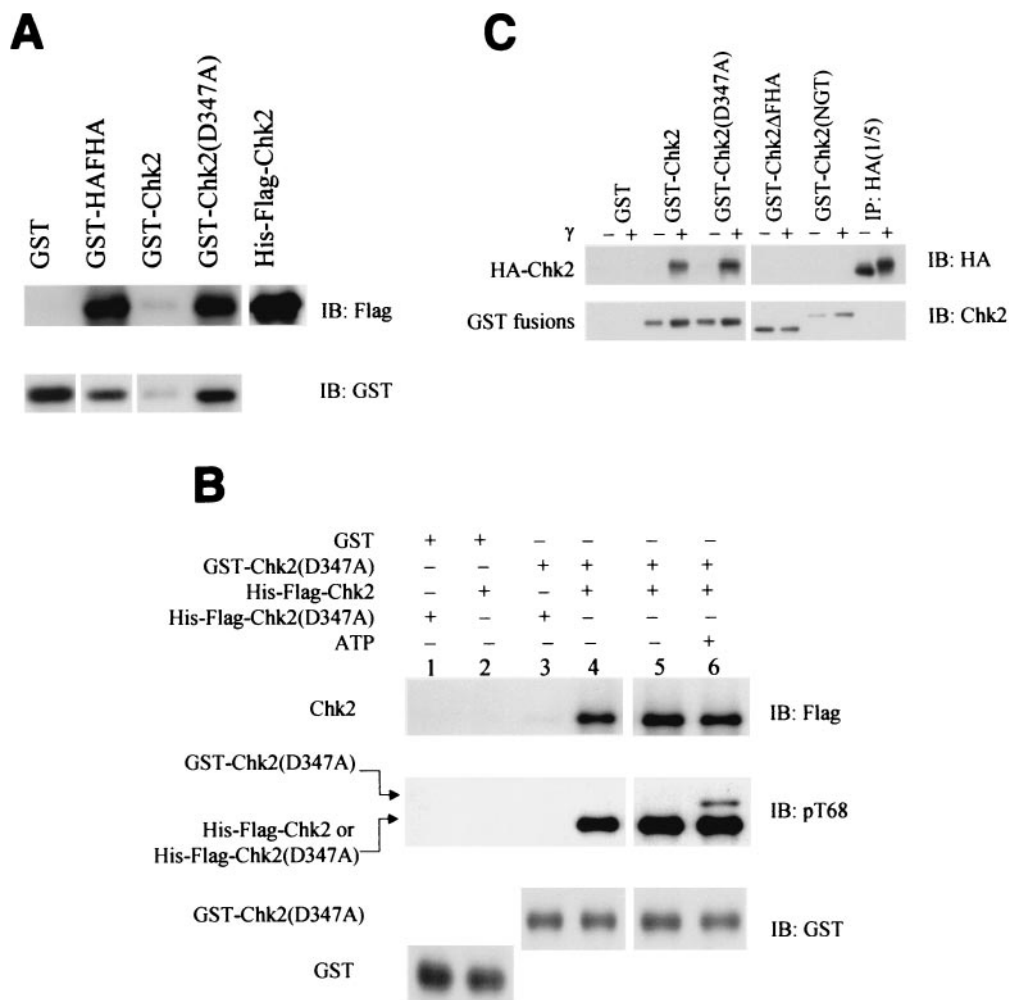 A
GST
GST-HAFHA
GST-Chk2
GST-Chk2(D347A)
His-Flag-Chk2
IB: Flag
IB: GST
C
GST
GST-Chk2
GST-Chk2(D347A)
GST-Chk2ΔFHA
GST-Chk2(NGT)
IP: HA(1/5)
γ − + − + − + − + − + − +
HA-Chk2 IB: HA
GST fusions IB: Chk2
B
GST + + − − − −
GST-Chk2(D347A) − − + + + +
His-Flag-Chk2 − + − + + +
His-Flag-Chk2(D347A) + − + − − −
ATP − − − − − +
1 2 3 4 5 6
Chk2 IB: Flag
GST-Chk2(D347A)
IB: pT68
His-Flag-Chk2 or
His-Flag-Chk2(D347A)
GST-Chk2(D347A) IB: GST
GST